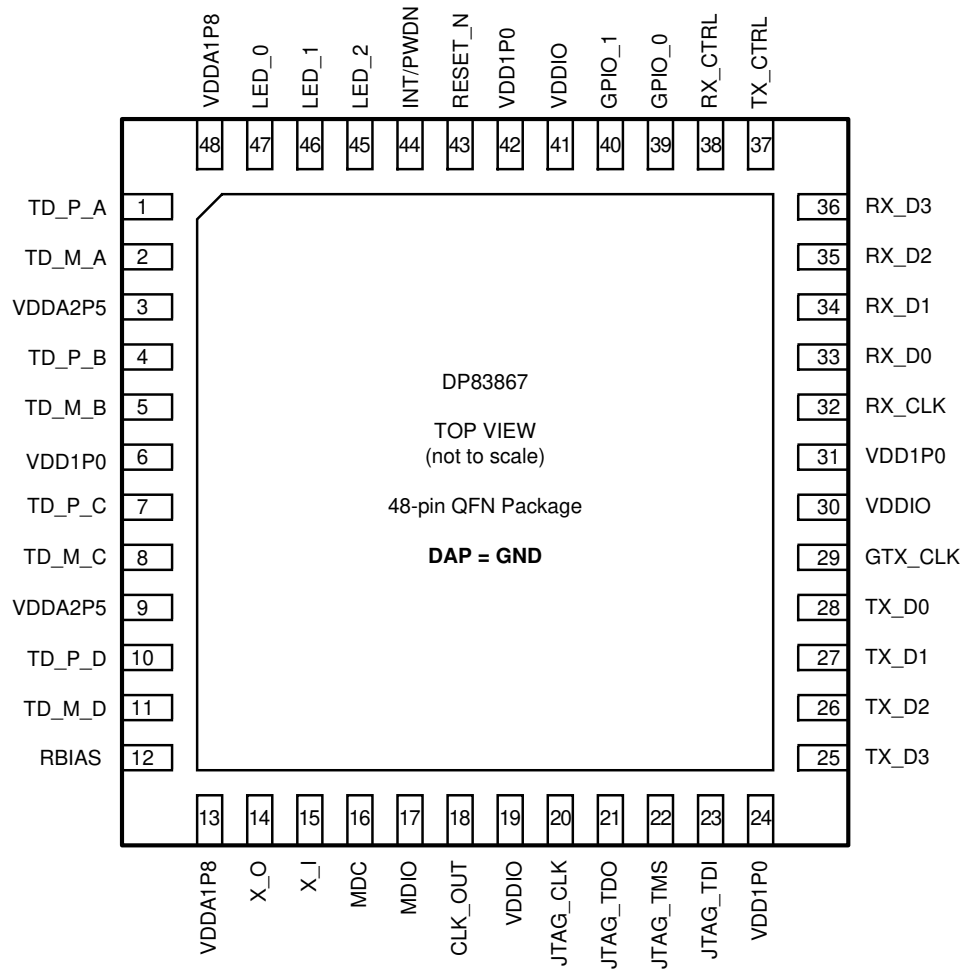 VDDA1P8
LED_0
LED_1
LED_2
INT/PWDN
RESET_N
VDD1P0
VDDIO
GPIO_1
GPIO_0
RX_CTRL
TX_CTRL
48 47 46 45 44 43 42 41 40 39 38 37
TD_P_A 1
TD_M_A 2
VDDA2P5 3
TD_P_B 4
TD_M_B 5
VDD1P0 6
TD_P_C 7
TD_M_C 8
VDDA2P5 9
TD_P_D 10
TD_M_D 11
RBIAS 12
DP83867
TOP VIEW
(not to scale)
48-pin QFN Package
DAP = GND
36 RX_D3
35 RX_D2
34 RX_D1
33 RX_D0
32 RX_CLK
31 VDD1P0
30 VDDIO
29 GTX_CLK
28 TX_D0
27 TX_D1
26 TX_D2
25 TX_D3
13 14 15 16 17 18 19 20 21 22 23 24
VDDA1P8
X_O
X_I
MDC
MDIO
CLK_OUT
VDDIO
JTAG_CLK
JTAG_TDO
JTAG_TMS
JTAG_TDI
VDD1P0